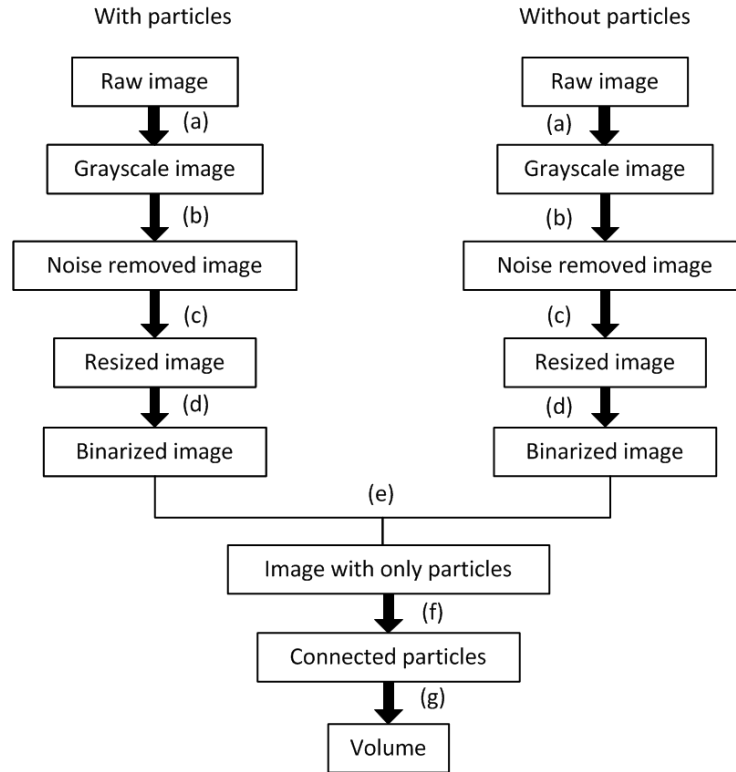 With particles
Without particles
Raw image
Raw image
(a)
(a)
Grayscale image
Grayscale image
(b)
(b)
Noise removed image
Noise removed image
(c)
(c)
Resized image
Resized image
(d)
(d)
Binarized image
Binarized image
(e)
Image with only particles
(f)
Connected particles
(g)
Volume